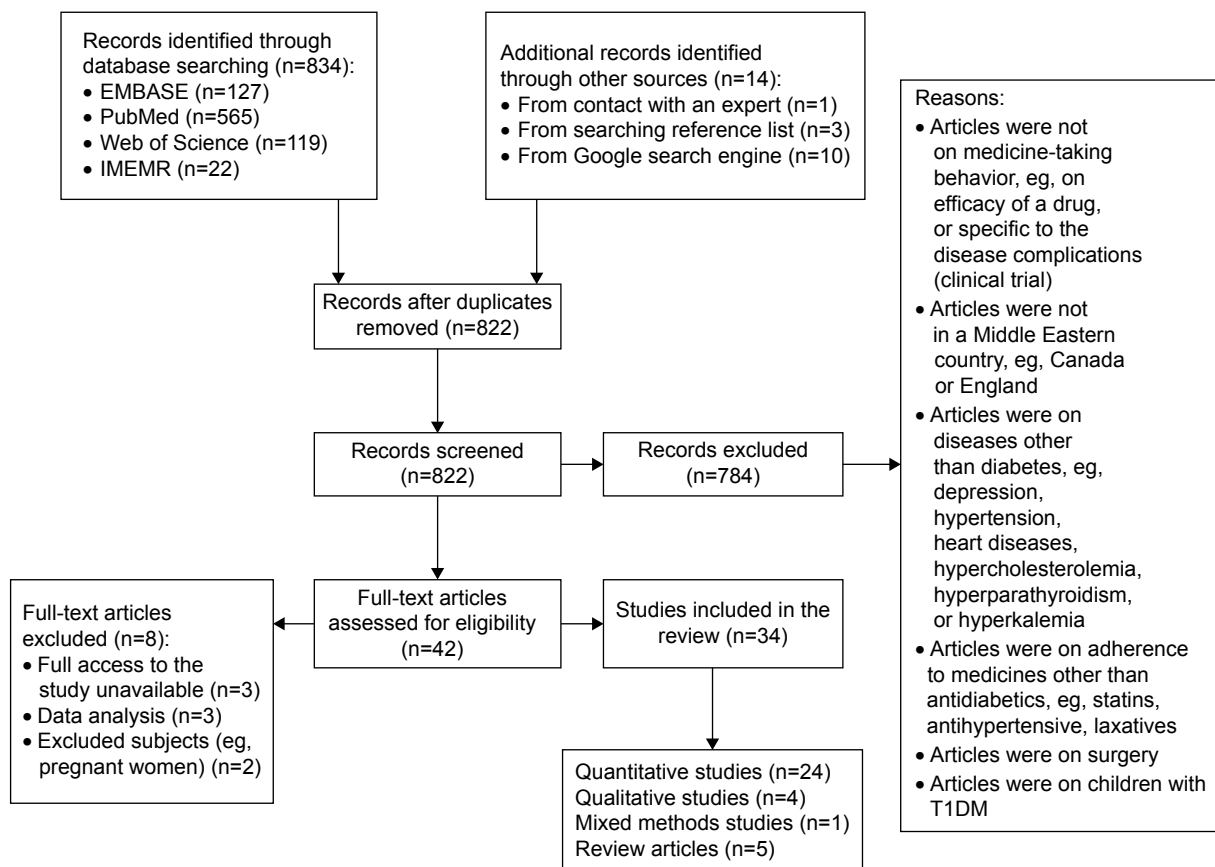 Records identified through
database searching (n=834):
• EMBASE (n=127)
• PubMed (n=565)
• Web of Science (n=119)
• IMEMR (n=22)
Additional records identified
through other sources (n=14):
• From contact with an expert (n=1)
• From searching reference list (n=3)
• From Google search engine (n=10)
Records after duplicates
removed (n=822)
Records screened
(n=822)
Records excluded
(n=784)
Reasons:
• Articles were not
on medicine-taking
behavior, eg, on
efficacy of a drug,
or specific to the
disease complications
(clinical trial)
• Articles were not
in a Middle Eastern
country, eg, Canada
or England
• Articles were on
diseases other
than diabetes, eg,
depression,
hypertension,
heart diseases,
hypercholesterolemia,
hyperparathyroidism,
or hyperkalemia
• Articles were on adherence
to medicines other than
antidiabetics, eg, statins,
antihypertensive, laxatives
• Articles were on surgery
• Articles were on children with
T1DM
Full-text articles
excluded (n=8):
• Full access to the
study unavailable (n=3)
• Data analysis (n=3)
• Excluded subjects (eg,
pregnant women) (n=2)
Full-text articles
assessed for eligibility
(n=42)
Studies included in the
review (n=34)
Quantitative studies (n=24)
Qualitative studies (n=4)
Mixed methods studies (n=1)
Review articles (n=5)